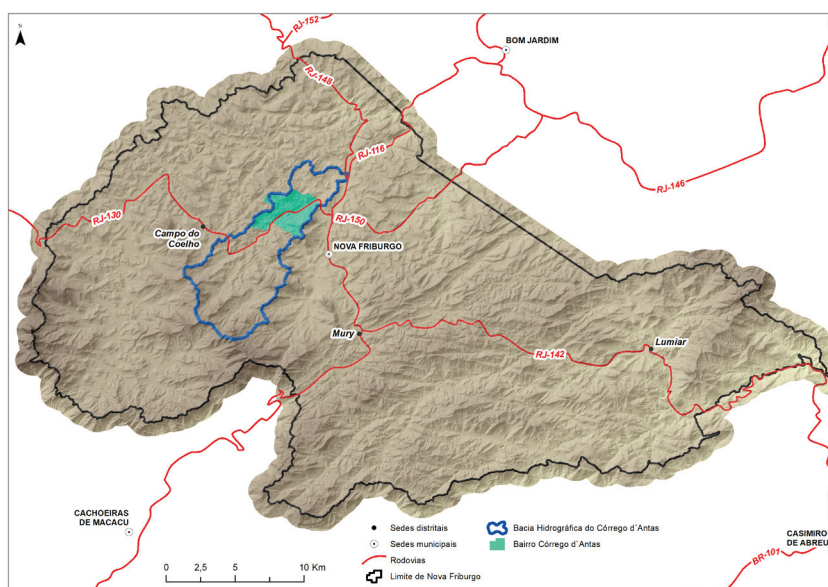 N
RJ-152
BOM JARDIM
RJ-148
RJ-116
RJ-146
RJ-130
RJ-150
Campo do
Coelho
NOVA FRIBURGO
Mury
Lumiar
RJ-142
CACHOEIRAS
DE MACACU
Sedes distritais
Bacia Hidrográfica do Córrego d`Antas
Sedes municipais
Bairro Córrego d`Antas
CASIMIRO
DE ABREU
Rodovias
0 2,5 5 10 Km
Limite de Nova Friburgo
BR-101